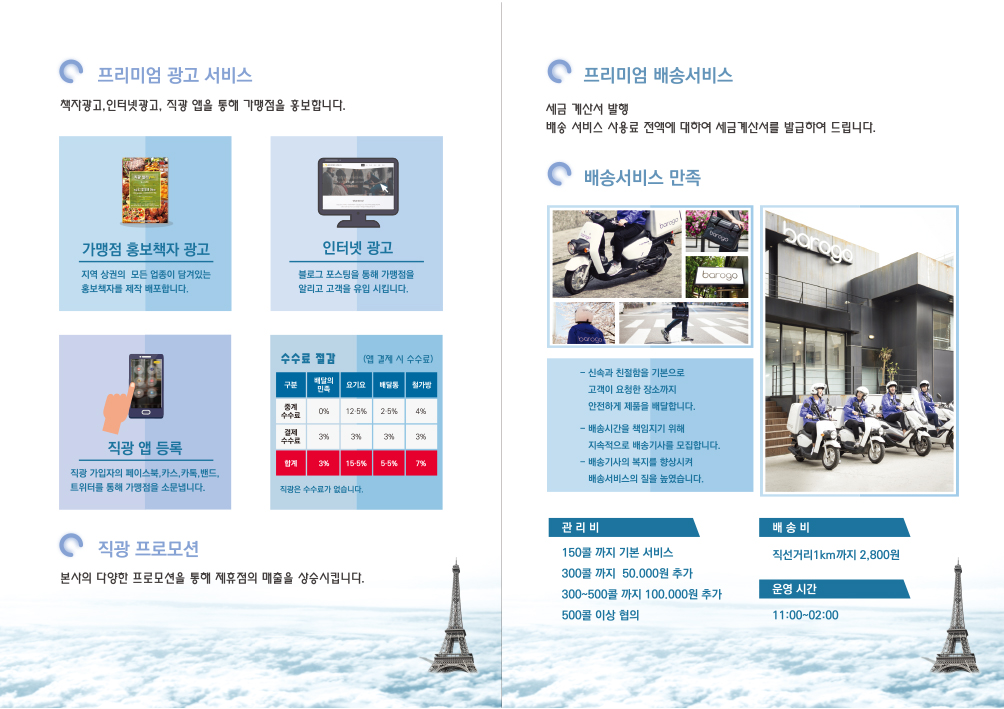 프리미엄 광고 서비스
책자광고,인터넷광고, 직광 앱을 통해 가맹점을 홍보합니다.
가맹점 홍보책자 광고
지역 상권의 모든 업종이 담겨있는
홍보책자를 제작 배포합니다.
인터넷 광고
블로그 포스팅을 통해 가맹점을
알리고 고객을 유입 시킵니다.
직광 앱 등록
직광 가입자의 페이스북,카스,카톡,밴드,
트위터를 통해 가맹점을 소문냅니다.
수수료 절감 (앱 결제 시 수수료)
구분 배달의 민족 요기요 배달통 철가방
중계 수수료 0% 12·5% 2·5% 4%
결제 수수료 3% 3% 3% 3%
합계 3% 15·5% 5·5% 7%
직광은 수수료가 없습니다.
직광 프로모션
본사의 다양한 프로모션을 통해 제휴점의 매출을 상승시킵니다.
프리미엄 배송서비스
세금 계산서 발행
배송 서비스 사용료 전액에 대하여 세금계산서를 발급하여 드립니다.
배송서비스 만족
barogo
barogo
barogo
barogo
barogo
- 신속과 친절함을 기본으로
고객이 요청한 장소까지
안전하게 제품을 배달합니다.
- 배송시간을 책임지기 위해
지속적으로 배송기사를 모집합니다.
- 배송기사의 복지를 향상시켜
배송서비스의 질을 높였습니다.
관 리 비
150콜 까지 기본 서비스
300콜 까지 50.000원 추가
300~500콜 까지 100.000원 추가
500콜 이상 협의
배 송 비
직선거리1km까지 2,800원
운영 시간
11:00~02:00